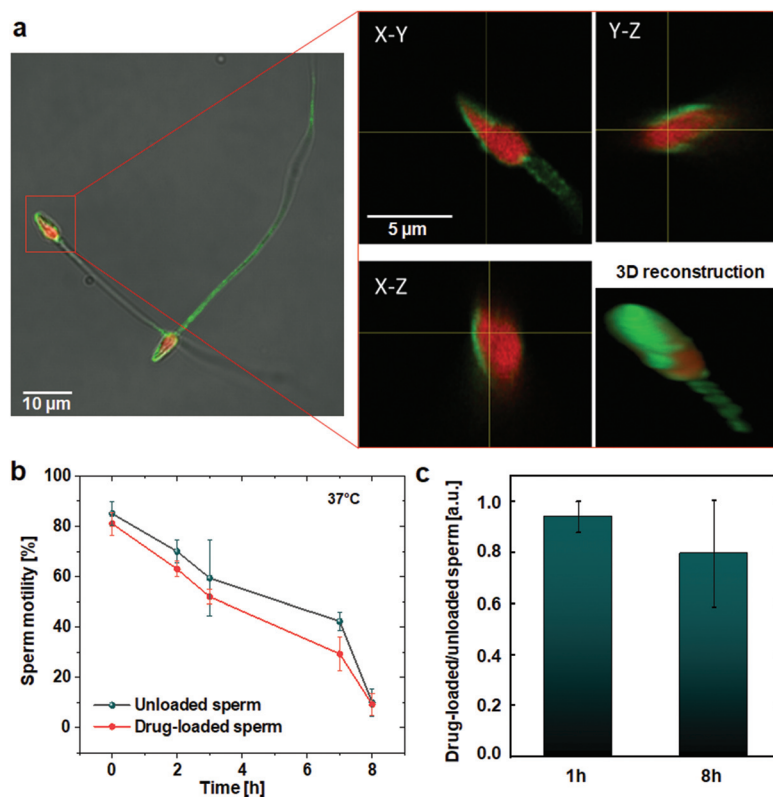 a
X-Y
Y-Z
5 µm
X-Z
3D reconstruction
10 µm
b
100
80
60
40
20
0
Sperm motility [%]
37°C
Unloaded sperm
Drug-loaded sperm
0 2 4 6 8
Time [h]
c
1.0
0.8
0.6
0.4
0.2
0.0
Drug-loaded/unloaded sperm [a.u.]
1h 8h